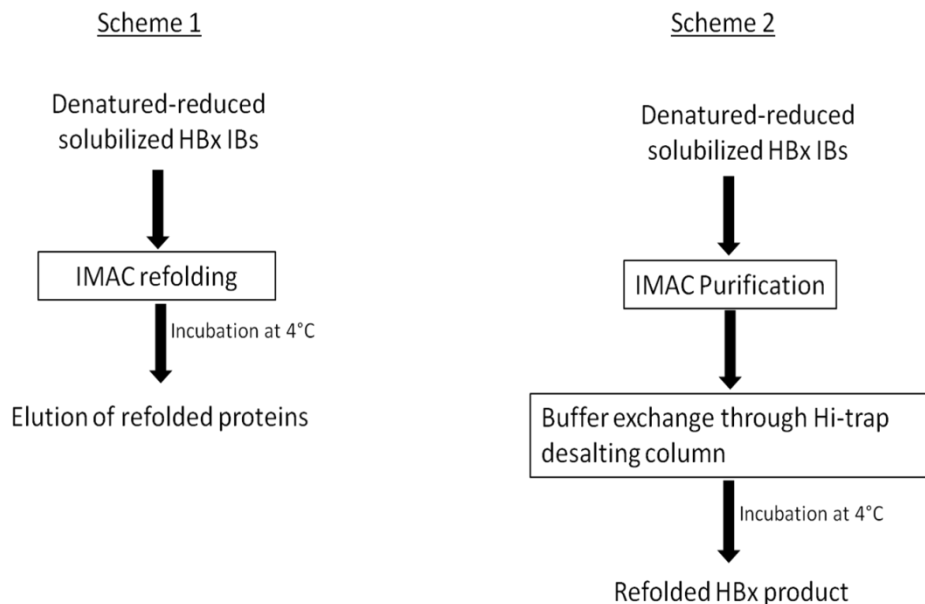 Scheme 1
Denatured-reduced
solubilized HBx IBs
IMAC refolding
Incubation at 4°C
Elution of refolded proteins
Scheme 2
Denatured-reduced
solubilized HBx IBs
IMAC Purification
Buffer exchange through Hi-trap
desalting column
Incubation at 4°C
Refolded HBx product